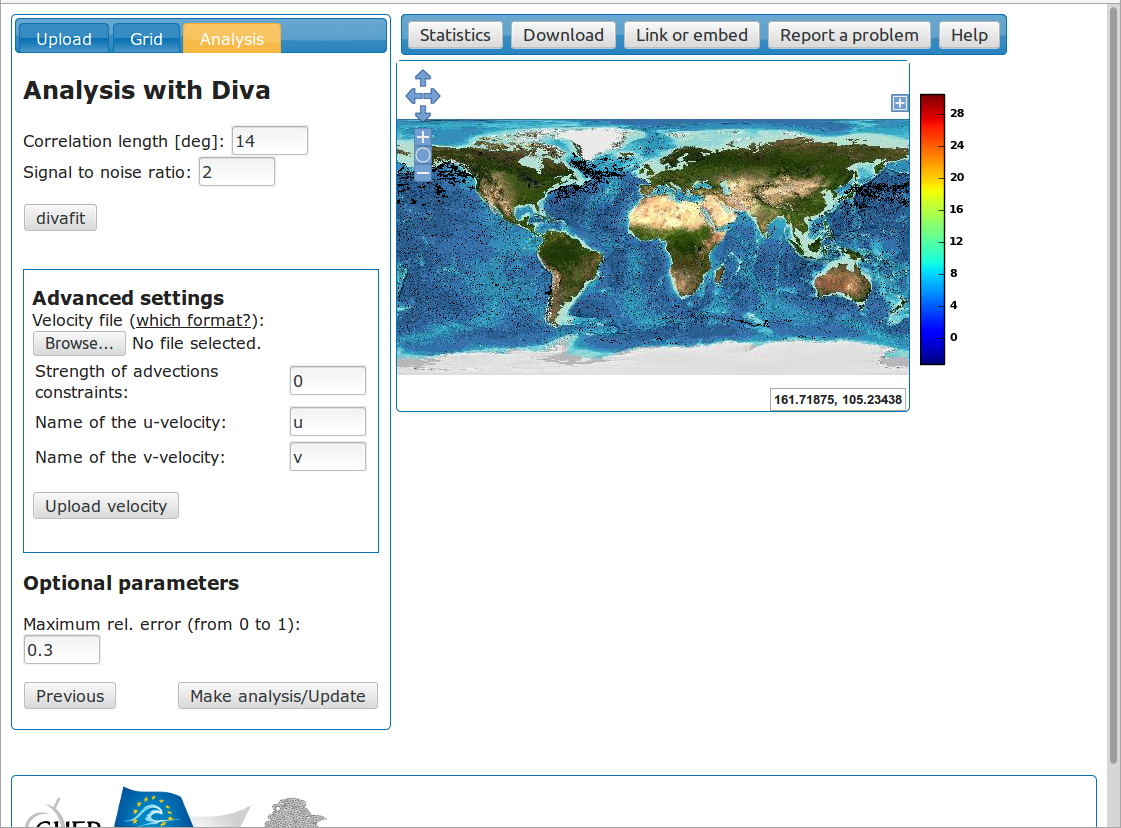 Upload Grid Analysis
Statistics Download Link or embed Report a problem Help
Analysis with Diva
Correlation length [deg]: 14
Signal to noise ratio: 2
divafit
Advanced settings
Velocity file (which format?):
Browse... No file selected.
Strength of advections
constraints:
0
Name of the u-velocity: u
Name of the v-velocity: v
Upload velocity
Optional parameters
Maximum rel. error (from 0 to 1):
0.3
Previous Make analysis/Update
28
24
20
16
12
8
4
0
161.71875, 105.23438